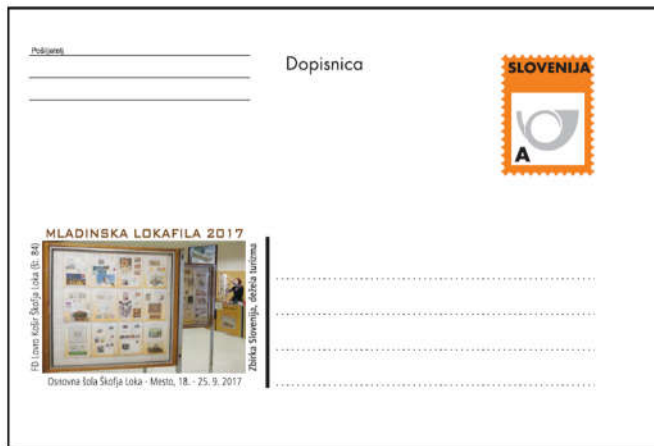 Pošiljatelj
Dopisnica
SLOVENIJA
A
MLADINSKA LOKAFILA 2017
FD Lovro Košir Škofja Loka (št. 84)
Zbirka Slovenija, dežela turizma
Osnovna šola Škofja Loka - Mesto, 18. - 25. 9. 2017